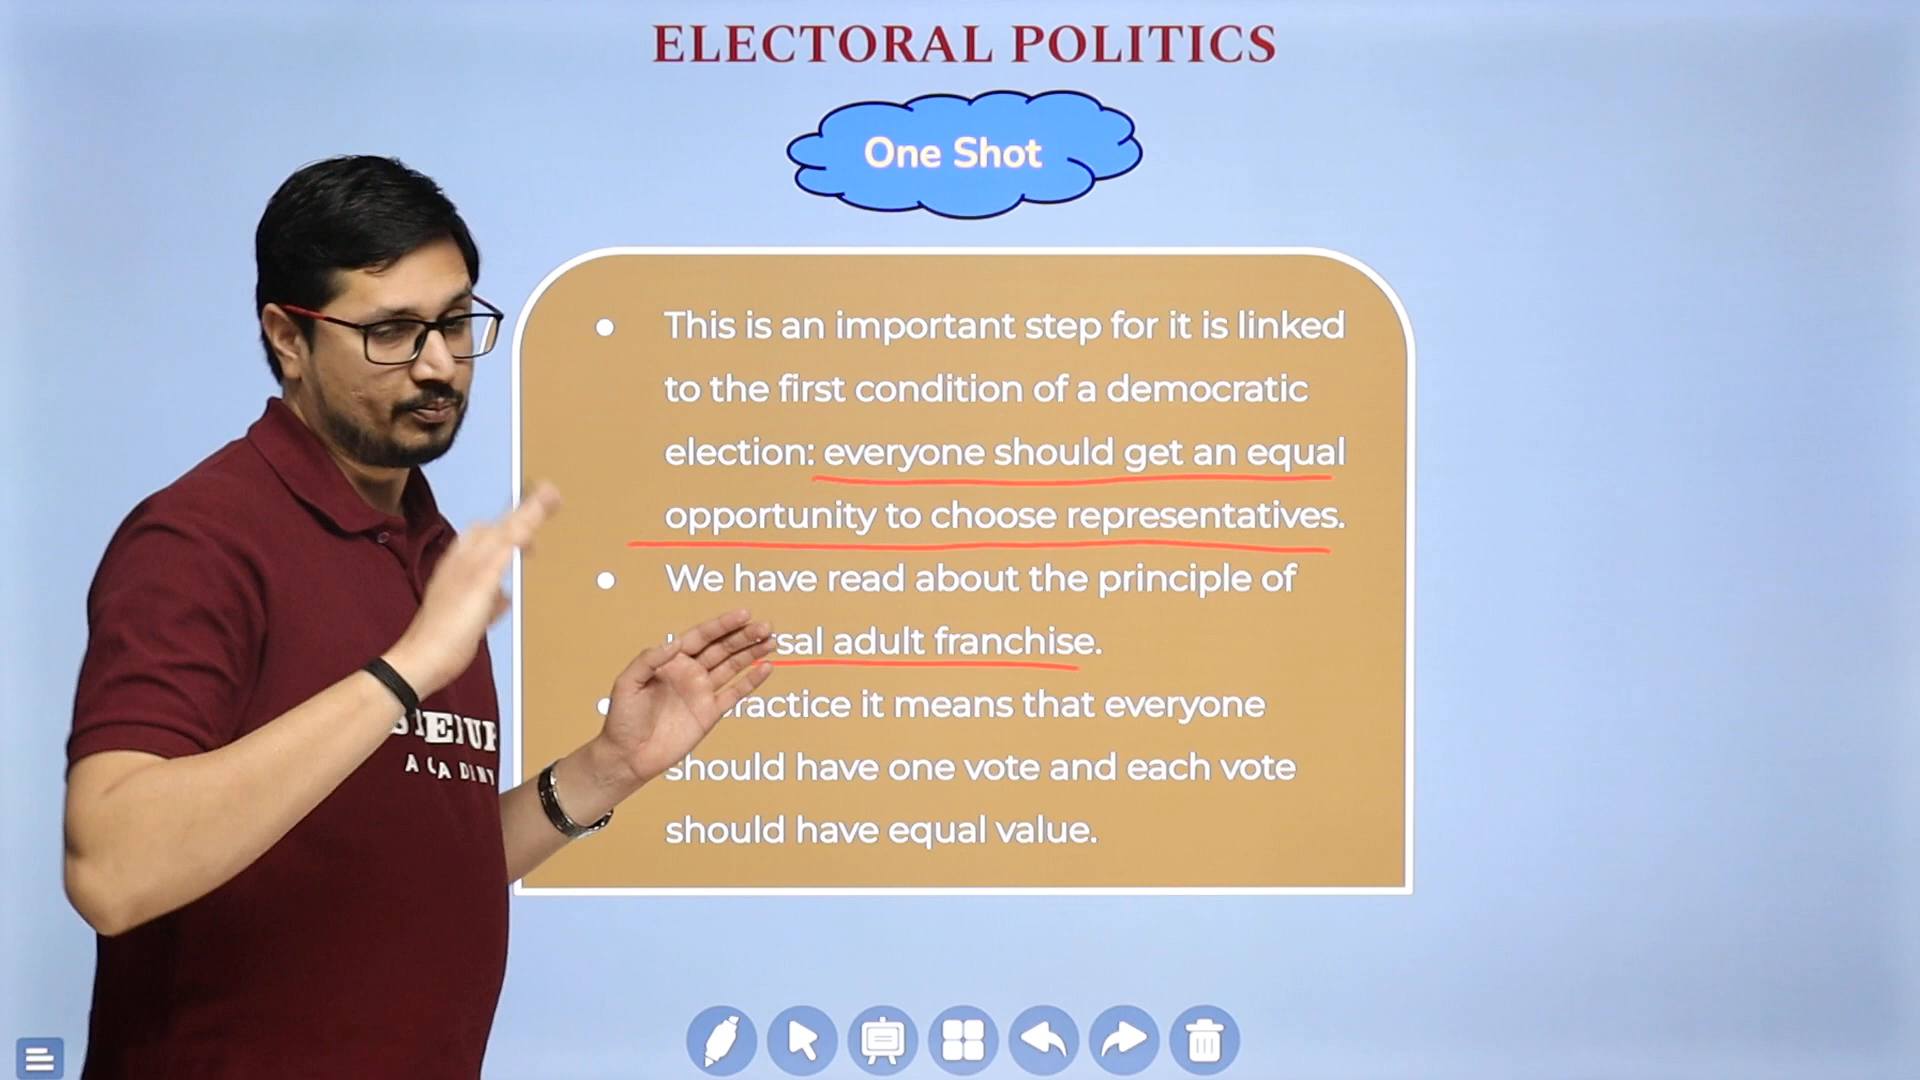 ELECTORAL POLITICS
One Shot
This is an important step for it is linked
to the first condition of a democratic
election: everyone should get an equal
opportunity to choose representatives.
We have read about the principle of
adult franchise.
it means that everyone
should have one vote and each vote
should have equal value.